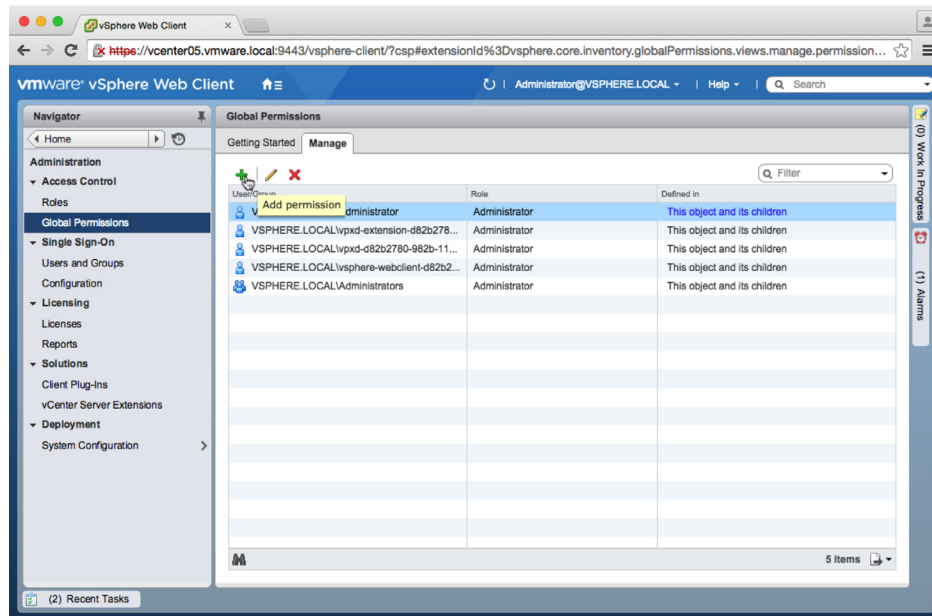 vSphere Web Client
https://vcenter05.vmware.local:9443/vsphere-client/?csp#extensionId%3Dvsphere.core.inventory.globalPermissions.views.manage.permission...
vmware® vSphere Web Client
Administrator@VSPHERE.LOCAL
Help
Search
Navigator
Home
Administration
Access Control
Roles
Global Permissions
Single Sign-On
Users and Groups
Configuration
Licensing
Licenses
Reports
Solutions
Client Plug-Ins
vCenter Server Extensions
Deployment
System Configuration
Global Permissions
Getting Started Manage
Filter
User/Group Role Defined in
Add permission
V dministrator Administrator This object and its children
VSPHERE.LOCAL\vpxd-extension-d82b278... Administrator This object and its children
VSPHERE.LOCAL\vpxd-d82b2780-982b-11... Administrator This object and its children
VSPHERE.LOCAL\vsphere-webclient-d82b2... Administrator This object and its children
VSPHERE.LOCAL\Administrators Administrator This object and its children
5 items
(0) Work In Progress
(1) Alarms
(2) Recent Tasks